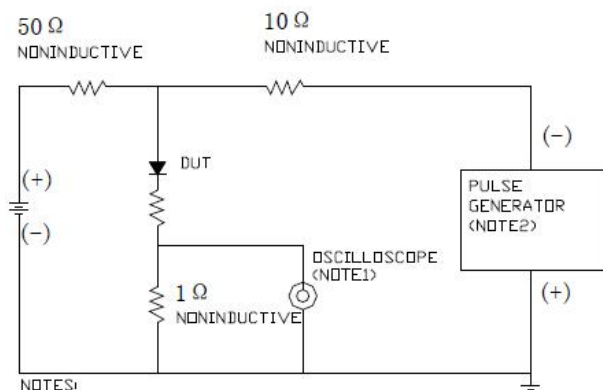 50 Ω
NONINDUCTIVE
10 Ω
NONINDUCTIVE
(+)
(−)
DUT
1 Ω
NONINDUCTIVE
OSCILLOSCOPE
(NOTE1)
(−)
PULSE
GENERATOR
(NOTE2)
(+)
NOTES: